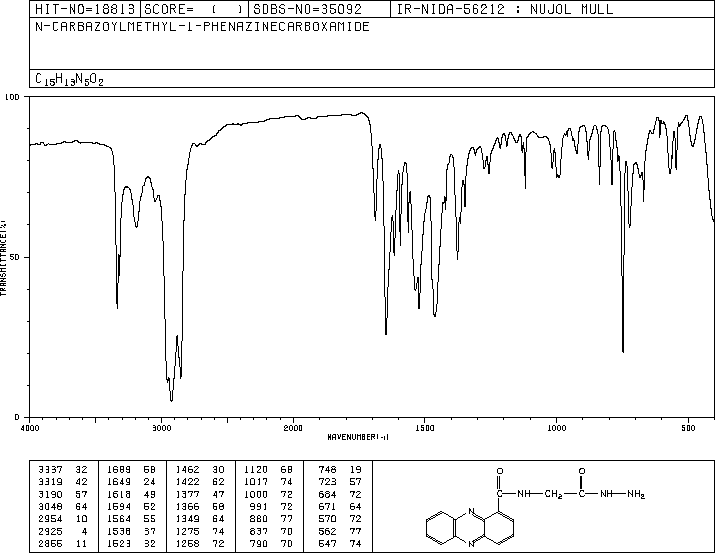 HIT-NO=18813 SCORE= ( ) SDBS-NO=35092 IR-NIDA-56212 : NUJOL MULL
N-CARBAZOYLMETHYL-1-PHENAZINECARBOXAMIDE
C15H13N5O2
100
50
0
TRANSMITTANCE(%)
4000 3000 2000 1500 1000 500
WAVENUMBER(-1)
3337 32 1689 58 1462 30 1120 68 748 19
3319 42 1649 24 1422 62 1017 74 723 57
3190 57 1618 49 1377 47 1000 72 684 72
3048 64 1594 52 1366 58 991 72 671 64
2954 10 1564 55 1349 64 880 77 570 72
2925 4 1538 37 1275 74 837 70 562 77
2855 11 1523 32 1258 72 790 70 547 74
O O
C-NH-CH2-C-NH-NH2
N
N